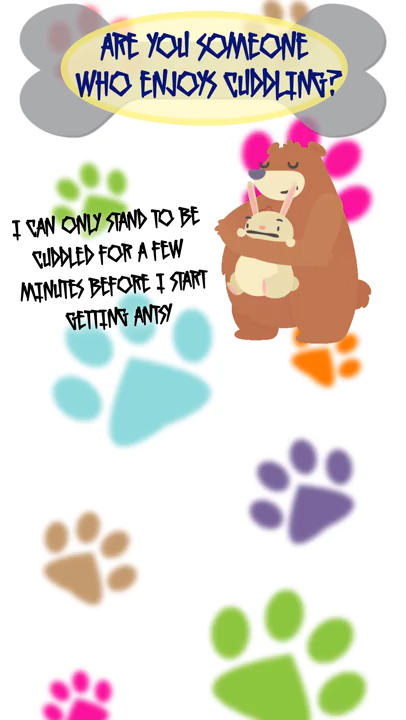 ARE YOU SOMEONE
WHO ENJOYS CUDDLING?
I CAN ONLY STAND TO BE
CUDDLED FOR A FEW
MINUTES BEFORE I START
GETTING ANTSY